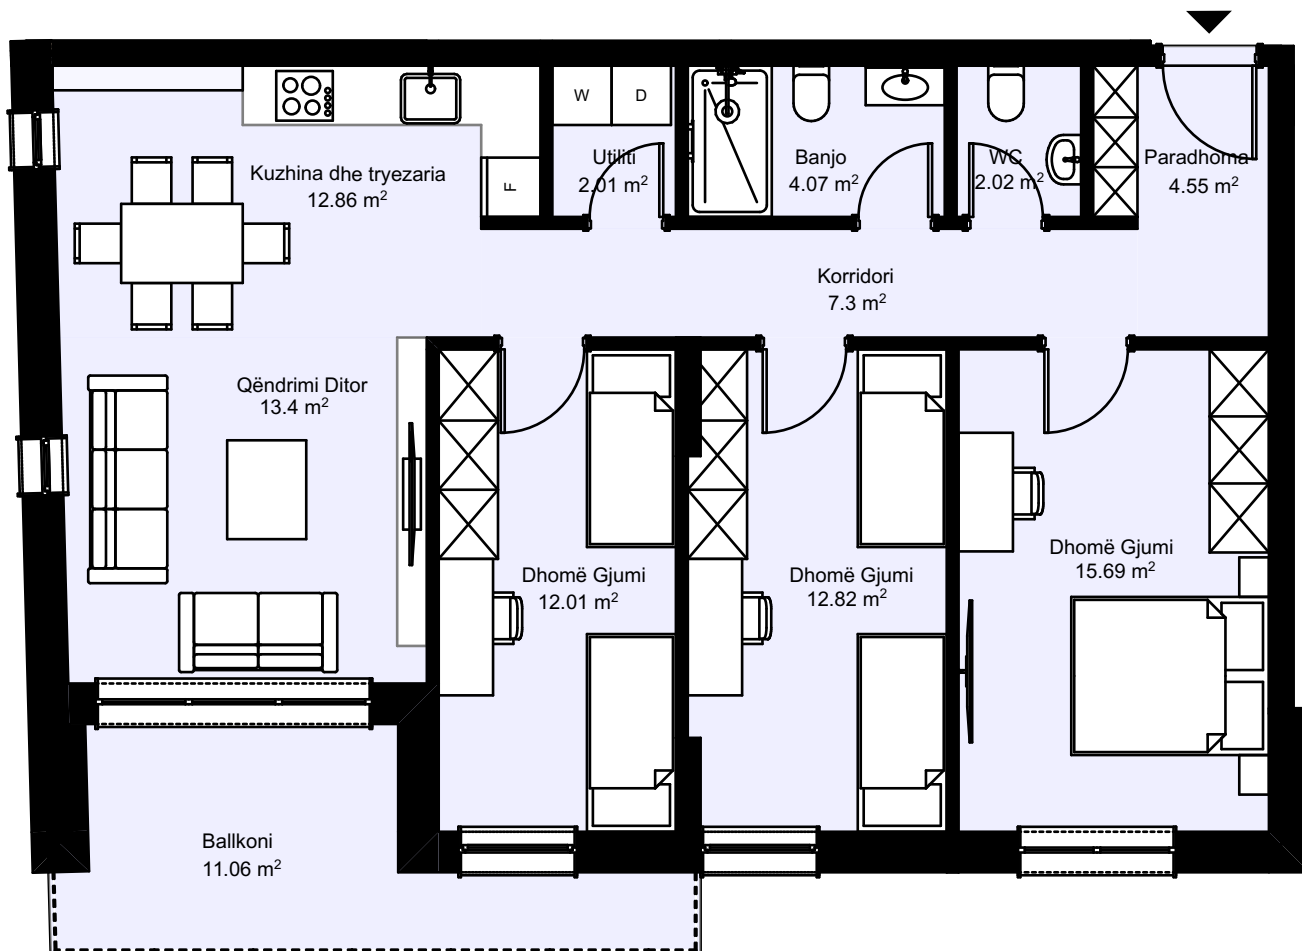 W D
Utiliti
2.01 m²
Banjo
4.07 m²
WC
2.02 m²
Paradhoma
4.55 m²
Kuzhina dhe tryezaria
12.86 m²
F
Korridori
7.3 m²
Qëndrimi Ditor
13.4 m²
Dhomë Gjumi
12.01 m²
Dhomë Gjumi
12.82 m²
Dhomë Gjumi
15.69 m²
Ballkoni
11.06 m²